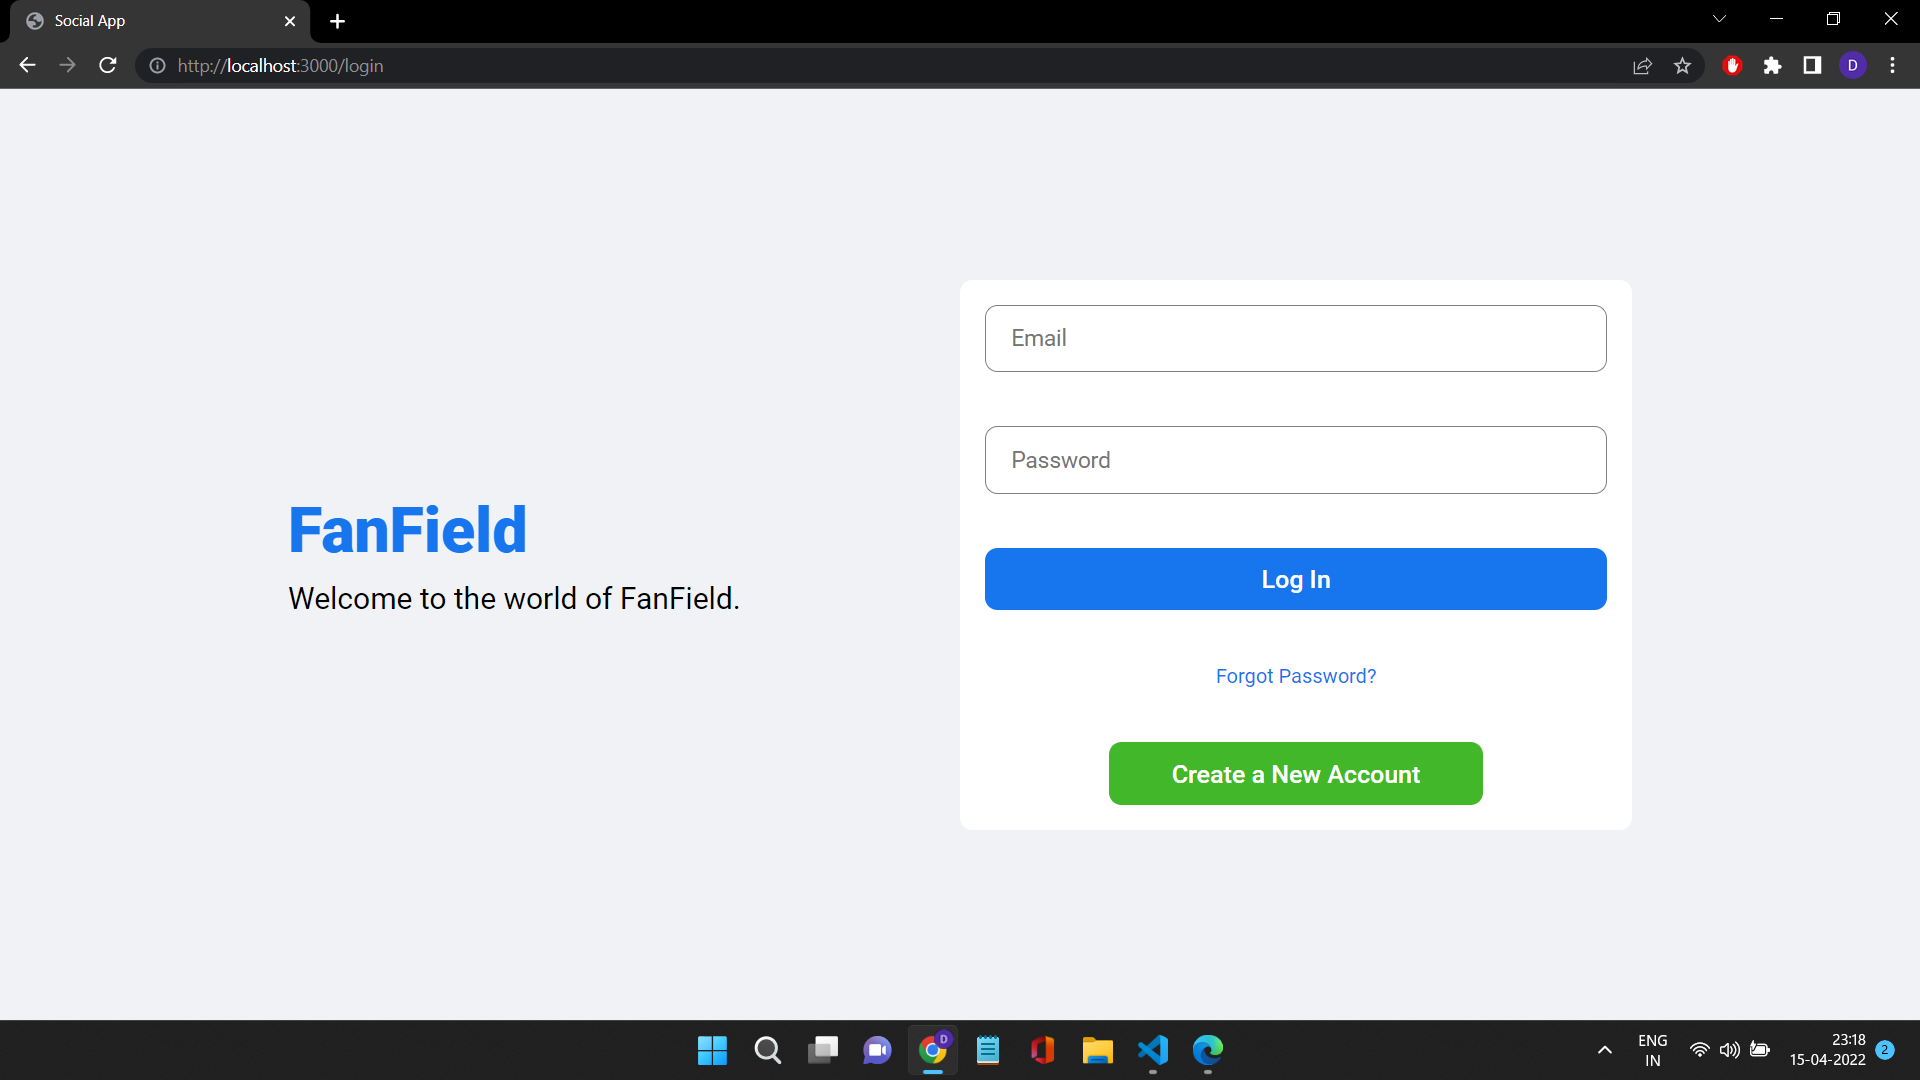 Social App
http://localhost:3000/login
D
FanField
Welcome to the world of FanField.
Email
Password
Log In
Forgot Password?
Create a New Account
D
ENG
IN
23:18
15-04-2022
2